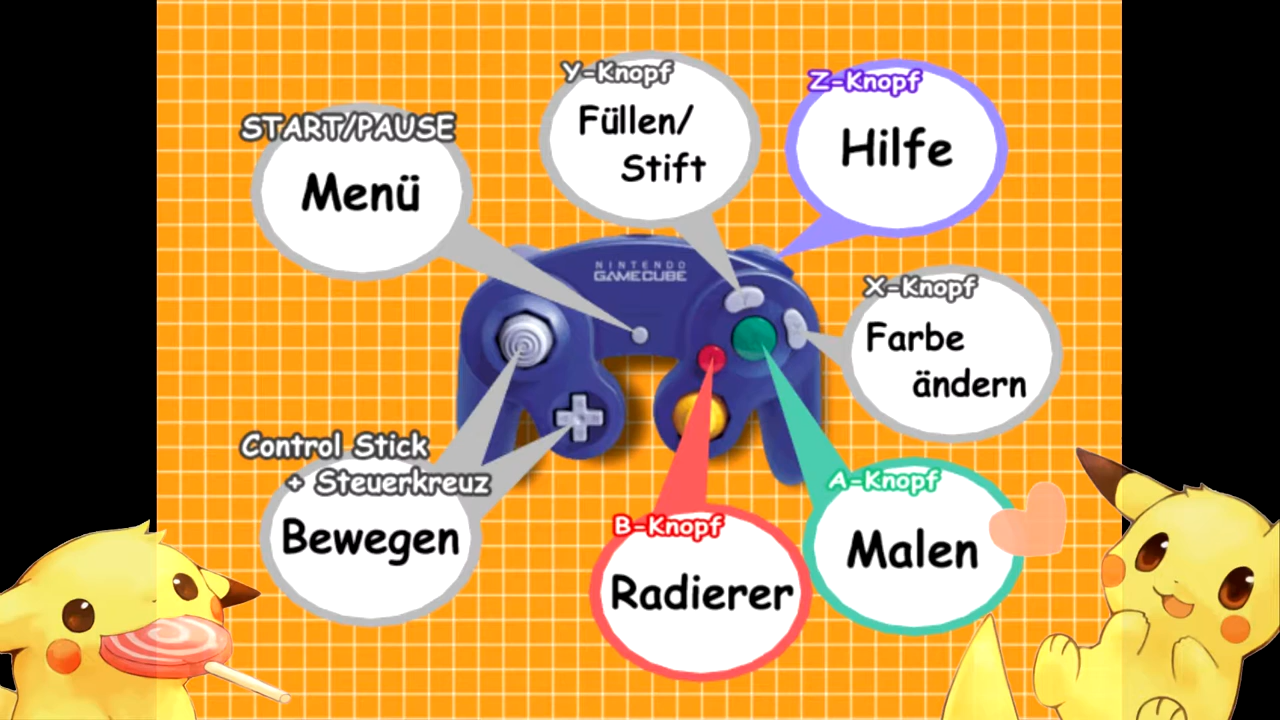 Y-Knopf
Füllen/
Stift
Z-Knopf
Hilfe
START/PAUSE
Menü
NINTENDO
GAMECUBE
Y
X
X-Knopf
Farbe
ändern
Control Stick
+ Steuerkreuz
Bewegen
B-Knopf
Radierer
A-Knopf
Malen